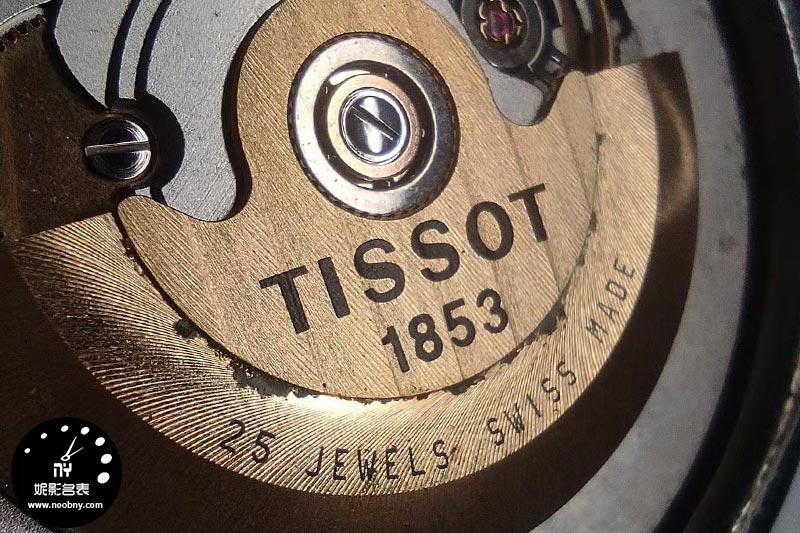 TISSOT
1853
25 JEWELS SWISS MADE
NY
妮影名表
www.noobny.com